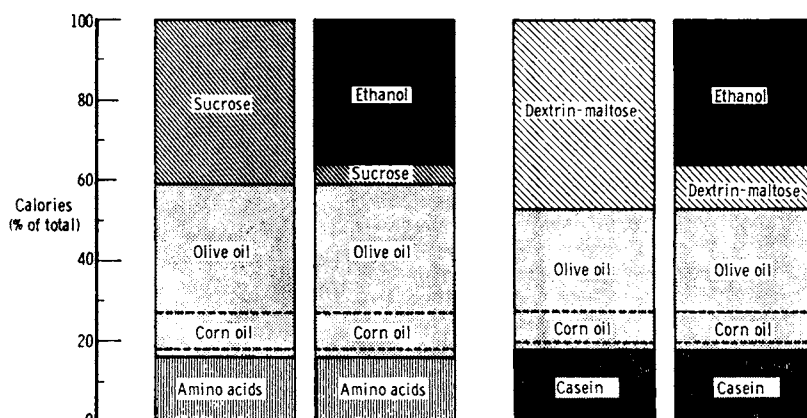 100
80
60
Calories
(% of total)
40
20
0
Sucrose
Ethanol
Sucrose
Olive oil
Olive oil
Corn oil
Corn oil
Amino acids
Amino acids
Dextrin-maltose
Ethanol
Dextrin-maltose
Olive oil
Olive oil
Corn oil
Corn oil
Casein
Casein